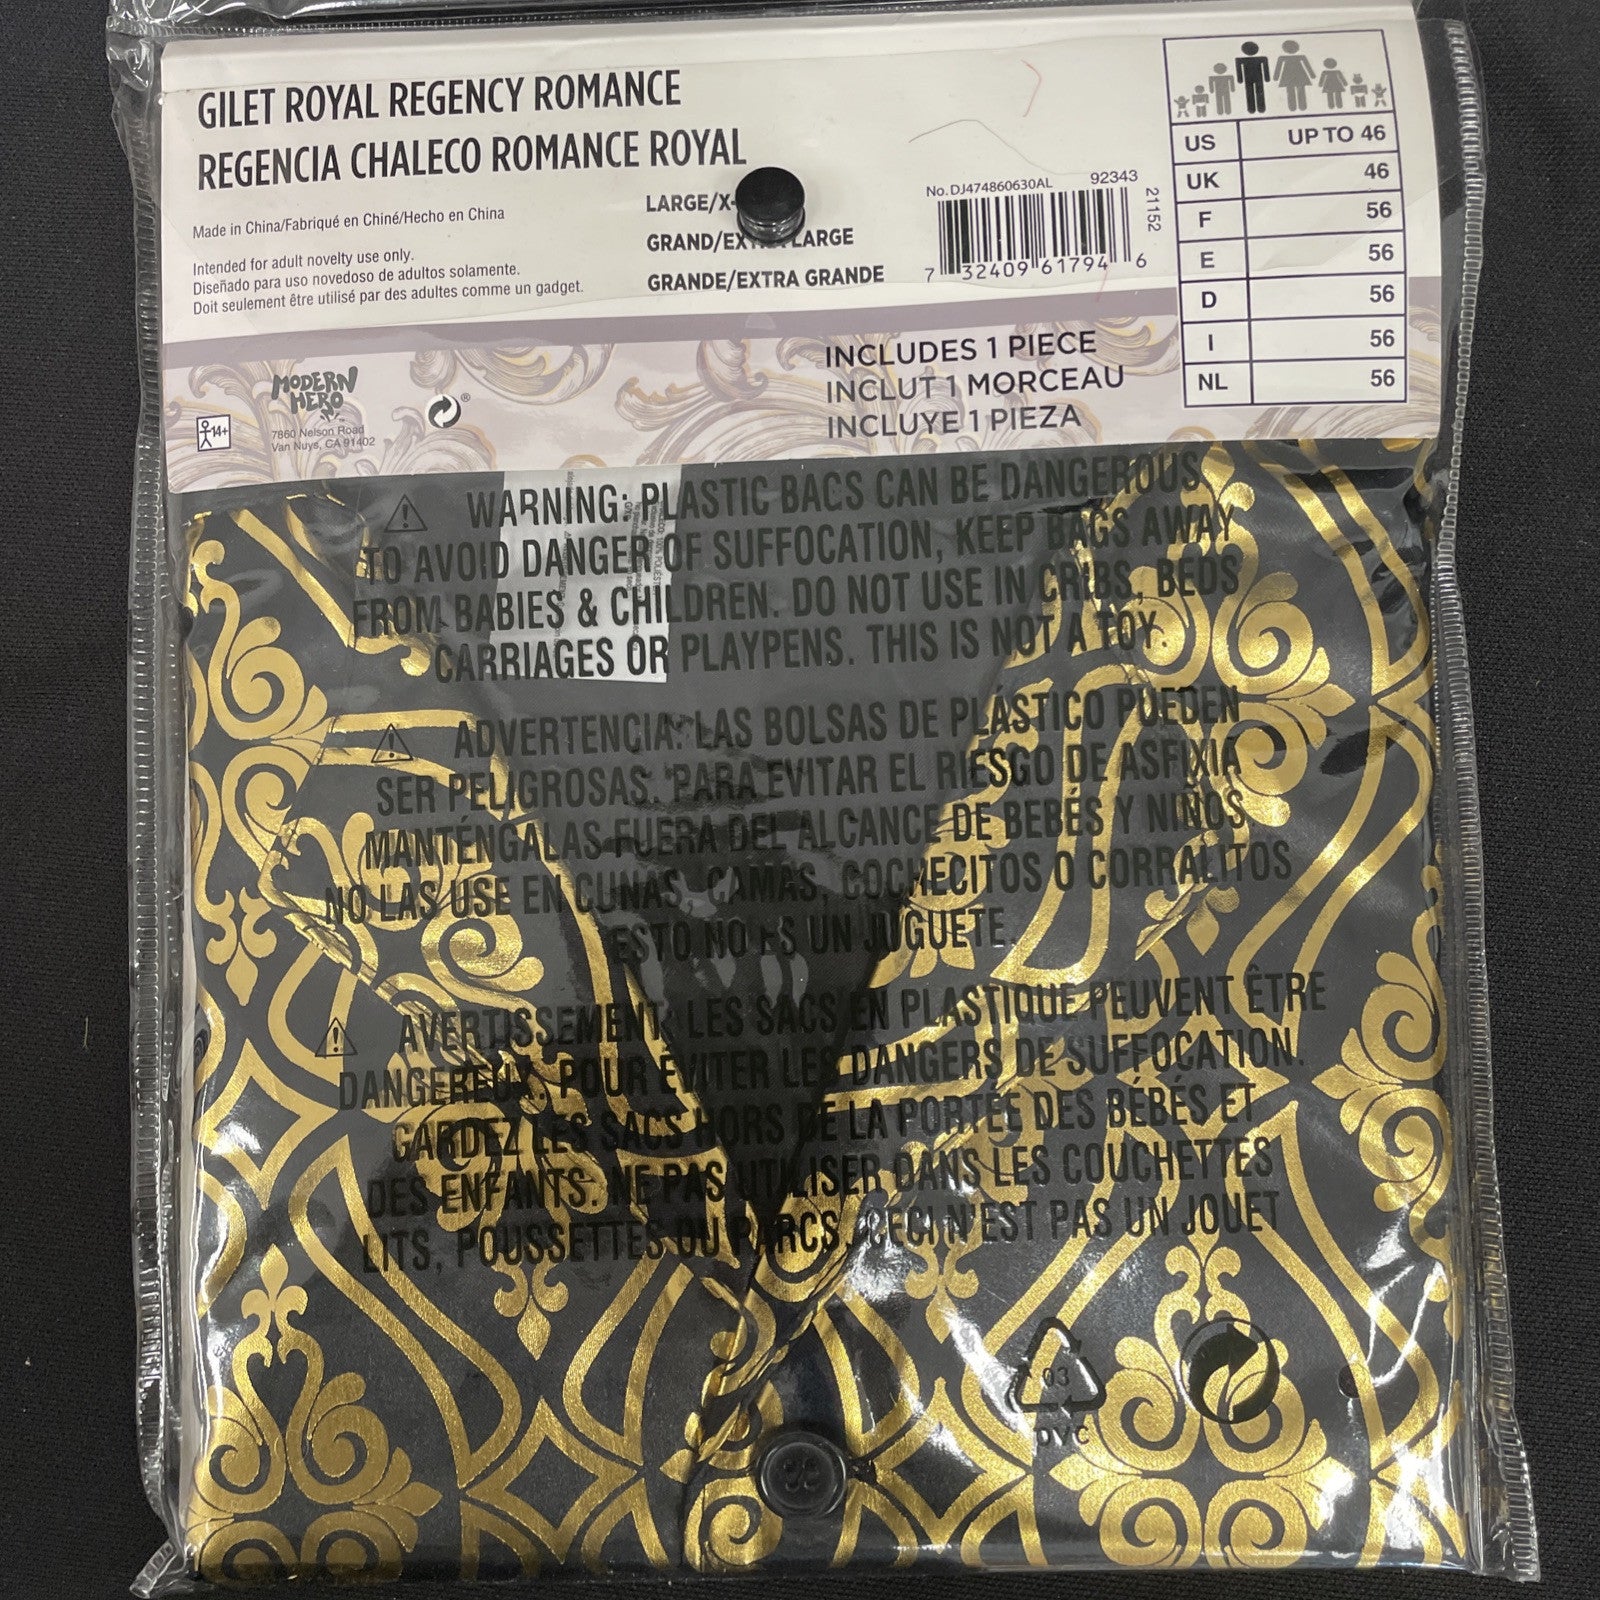 GILET ROYAL REGENCY ROMANCE
REGENCIA CHALECO ROMANCE ROYAL
Made in China/Fabriqué en Chiné/Hecho en China
Intended for adult novelty use only.
Diseñado para uso novedoso de adultos solamente.
Doit seulement être utilisé par des adultes comme un gadget.
LARGE/X-
GRAND/EX LARGE
GRANDE/EXTRA GRANDE
No.DJ474860630AL 92343
21152
7 32409 61794 6
US UP TO 46
UK 46
F 56
E 56
D 56
I 56
NL 56
INCLUDES 1 PIECE
INCLUT 1 MORCEAU
INCLUYE 1 PIEZA
14+
MODERN
HERO
7860 Nelson Road
Van Nuys, CA 91402
®
WARNING: PLASTIC BAGS CAN BE DANGEROUS
TO AVOID DANGER OF SUFFOCATION, KEEP BAGS AWAY
FROM BABIES & CHILDREN. DO NOT USE IN CRIBS, BEDS
CARRIAGES OR PLAYPENS. THIS IS NOT A TOY.
ADVERTENCIA: LAS BOLSAS DE PLÁSTICO PUEDEN
SER PELIGROSAS. PARA EVITAR EL RIESGO DE ASFIXIA
MANTÉNGALAS FUERA DEL ALCANCE DE BEBÉS Y NIÑOS
NO LAS USE EN CUNAS, CAMAS, COCHECITOS O CORRALITOS
ESTO NO ES UN JUGUETE.
AVERTISSEMENT: LES SACS EN PLASTIQUE PEUVENT ÊTRE
DANGEREUX. POUR ÉVITER LES DANGERS DE SUFFOCATION.
GARDEZ LES SACS HORS DE LA PORTÉE DES BÉBÉS ET
DES ENFANTS. NE PAS UTILISER DANS LES COUCHETTES
LITS, POUSSETTES OU PARCS. CECI N'EST PAS UN JOUET
03
PVC